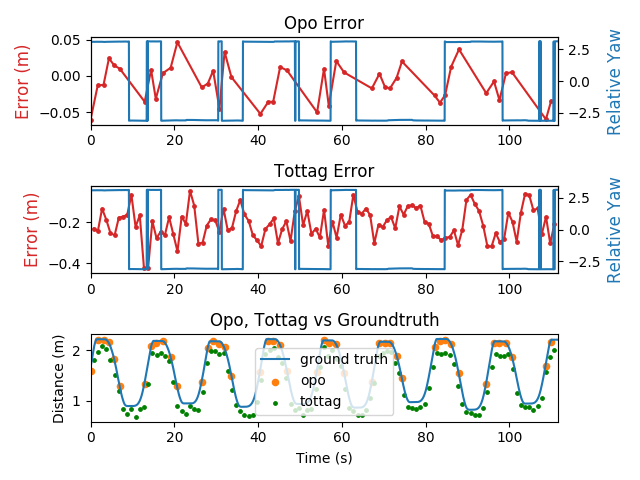 Opo Error
Error (m)
0.05
0.00
−0.05
2.5
0.0
−2.5
Relative Yaw
0 20 40 60 80 100
Tottag Error
Error (m)
−0.2
−0.4
2.5
0.0
−2.5
Relative Yaw
0 20 40 60 80 100
Opo, Tottag vs Groundtruth
Distance (m)
2
1
ground truth
opo
tottag
0 20 40 60 80 100
Time (s)